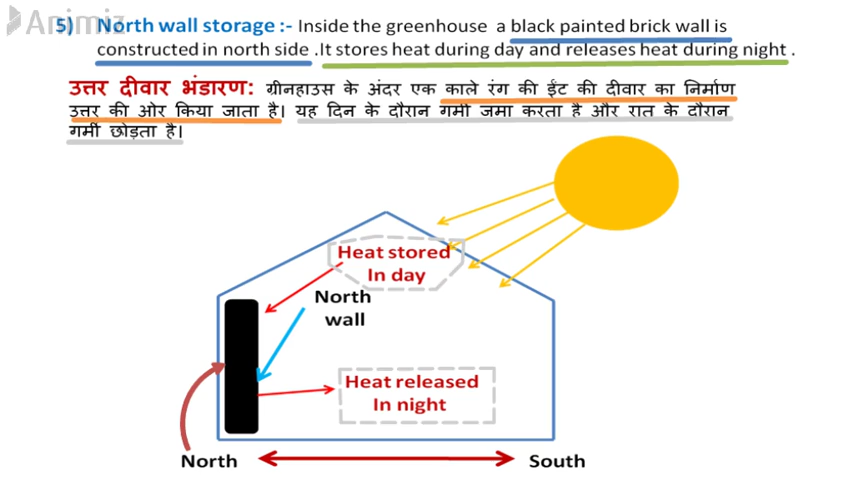 Animiz
5) North wall storage :- Inside the greenhouse a black painted brick wall is
constructed in north side .It stores heat during day and releases heat during night .
उत्तर दीवार भंडारण: ग्रीनहाउस के अंदर एक काले रंग की ईंट की दीवार का निर्माण
उत्तर की ओर किया जाता है। यह दिन के दौरान गर्मी जमा करता है और रात के दौरान
गर्मी छोड़ता है।
Heat stored
In day
North
wall
Heat released
In night
North
South